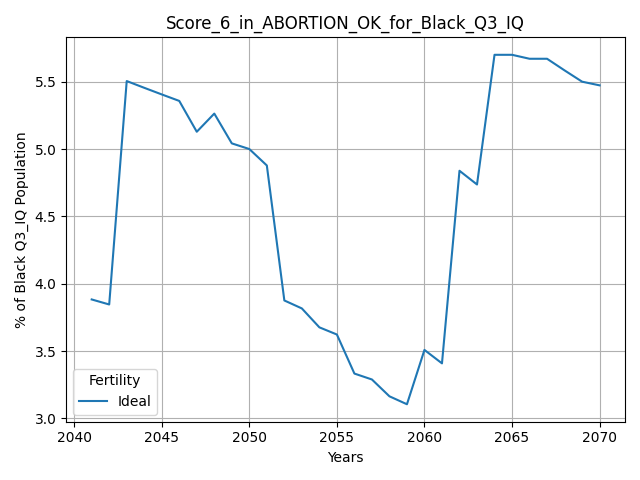 Score_6_in_ABORTION_OK_for_Black_Q3_IQ
% of Black Q3_IQ Population
5.5
5.0
4.5
4.0
3.5
3.0
Fertility
Ideal
2040 2045 2050 2055 2060 2065 2070
Years